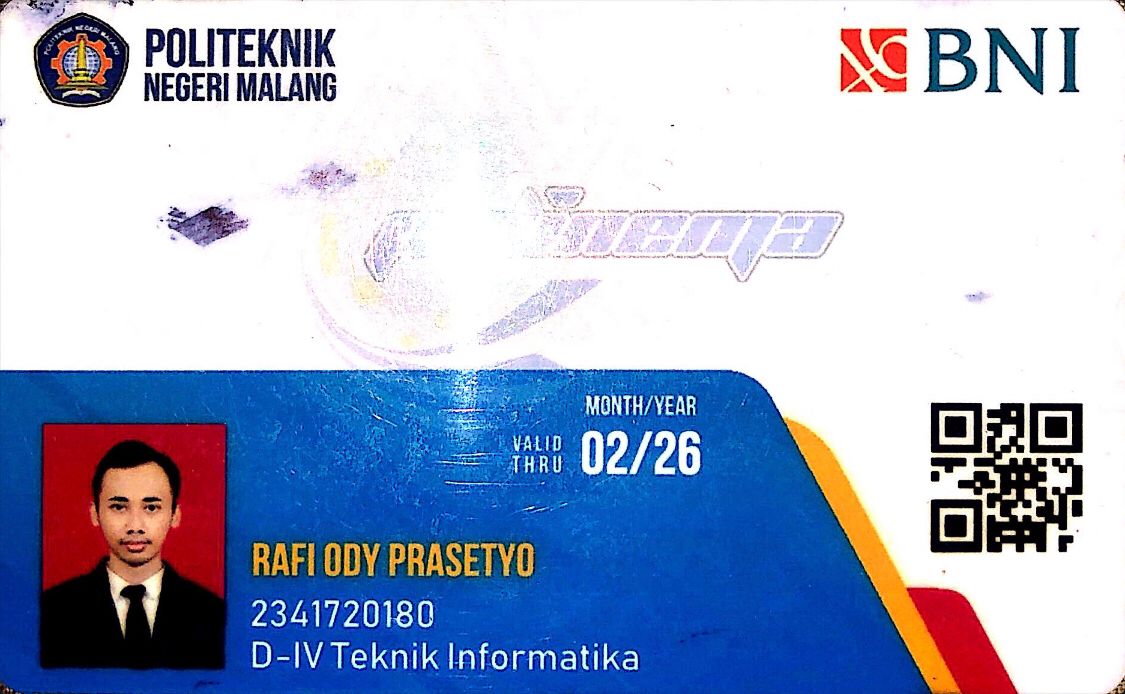 POLITEKNIK
NEGERI MALANG
BNI
MONTH/YEAR
VALID
THRU
02/26
RAFI ODY PRASETYO
2341720180
D-IV Teknik Informatika